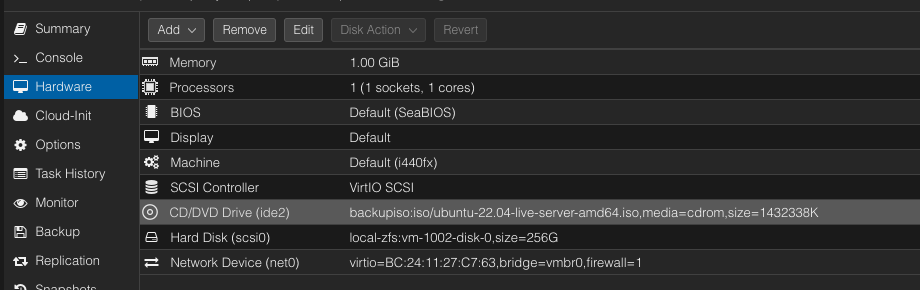 Summary
Console
Hardware
Cloud-Init
Options
Task History
Monitor
Backup
Replication
Snapshots
Add Remove Edit Disk Action Revert
Memory 1.00 GiB
Processors 1 (1 sockets, 1 cores)
BIOS Default (SeaBIOS)
Display Default
Machine Default (i440fx)
SCSI Controller VirtIO SCSI
CD/DVD Drive (ide2) backupiso:iso/ubuntu-22.04-live-server-amd64.iso,media=cdrom,size=1432338K
Hard Disk (scsi0) local-zfs:vm-1002-disk-0,size=256G
Network Device (net0) virtio=BC:24:11:27:C7:63,bridge=vmbr0,firewall=1